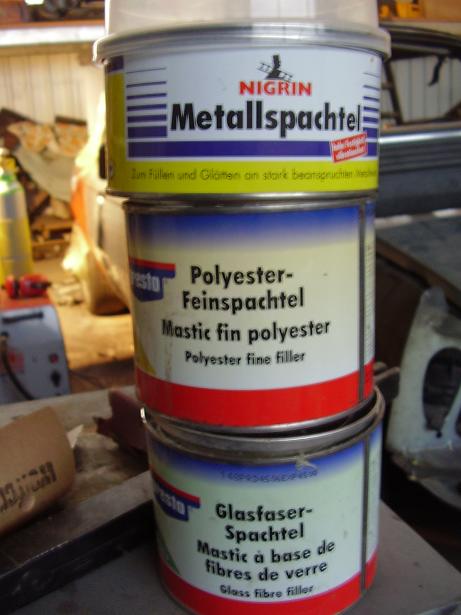 NIGRIN
Metallspachtel
Zum Füllen und Glätten an stark beanspruchten
Polyester-
Feinspachtel
Mastic fin polyester
Polyester fine filler
Glasfaser-
Spachtel
Mastic à base de
fibres de verre
Glass fibre filler